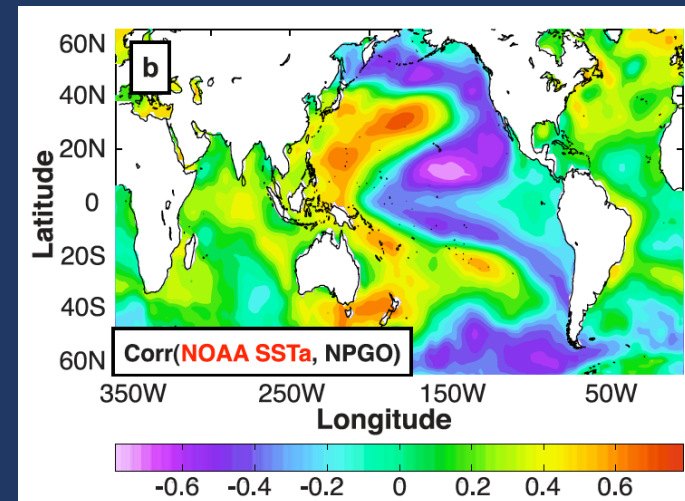 60N
b
40N
20N
0
20S
40S
60N
Latitude
Corr(NOAA SSTa, NPGO)
350W 250W 150W 50W
Longitude
-0.6 -0.4 -0.2 0 0.2 0.4 0.6